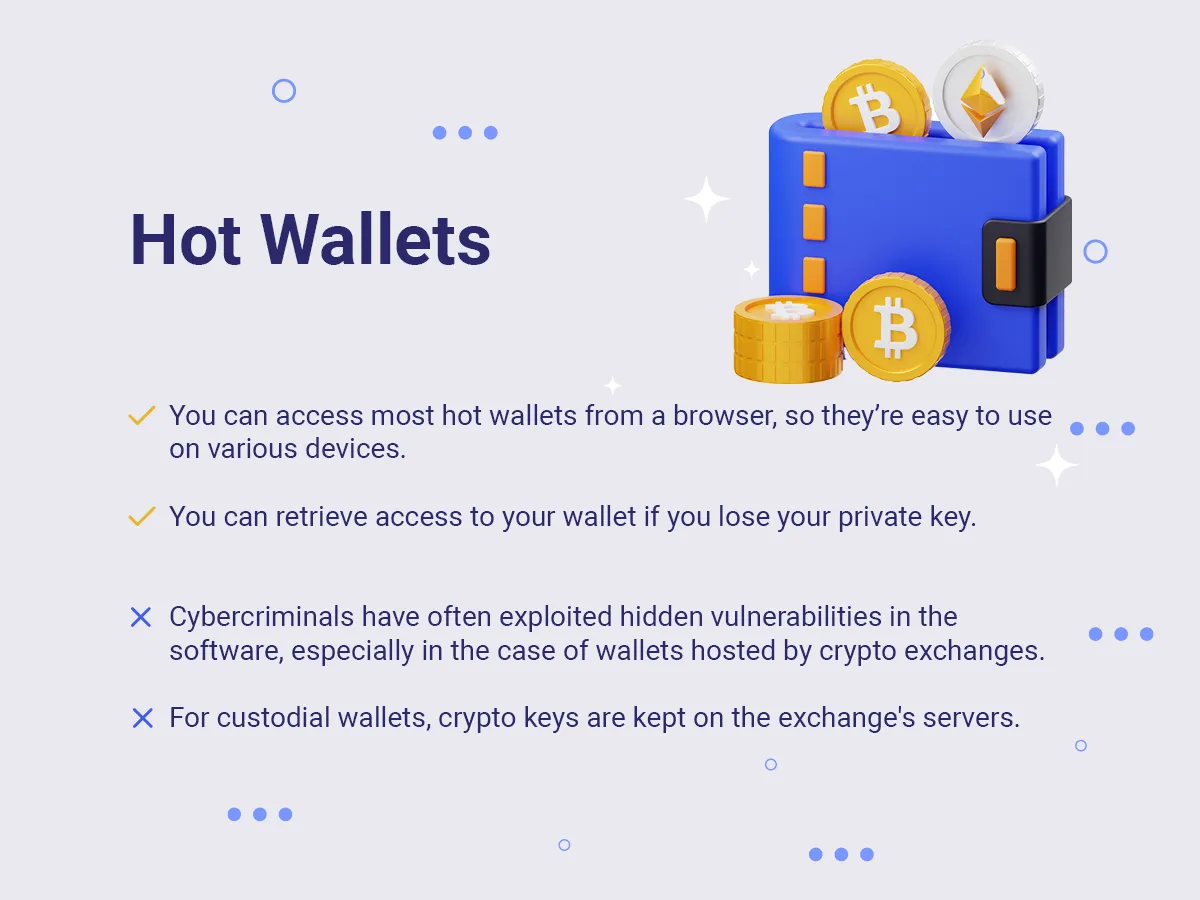 Hot Wallets
You can access most hot wallets from a browser, so they’re easy to use
on various devices.
You can retrieve access to your wallet if you lose your private key.
Cybercriminals have often exploited hidden vulnerabilities in the
software, especially in the case of wallets hosted by crypto exchanges.
For custodial wallets, crypto keys are kept on the exchange's servers.